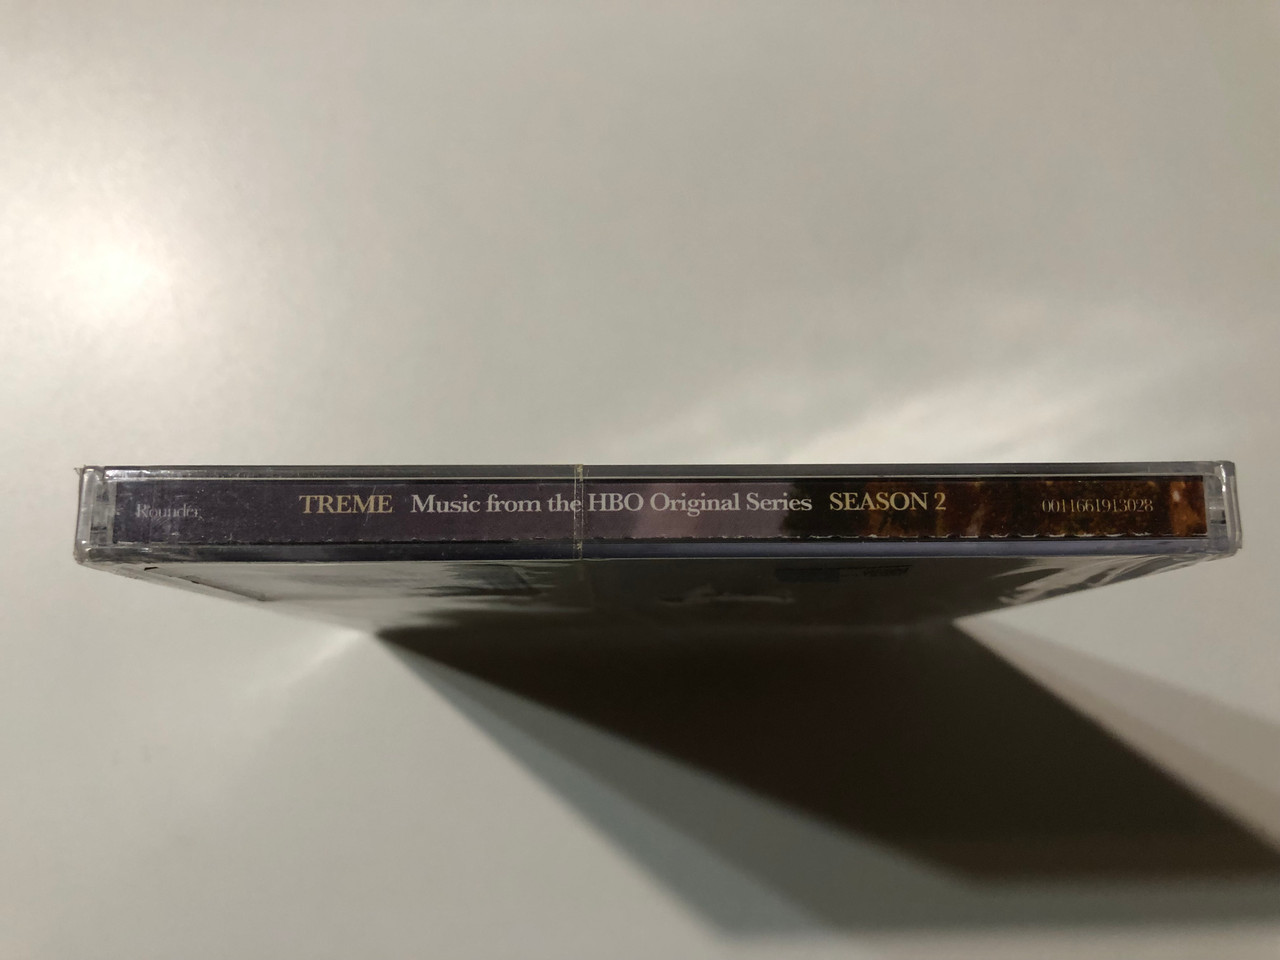 Rounder TREME Music from the HBO Original Series SEASON 2 0011661913028